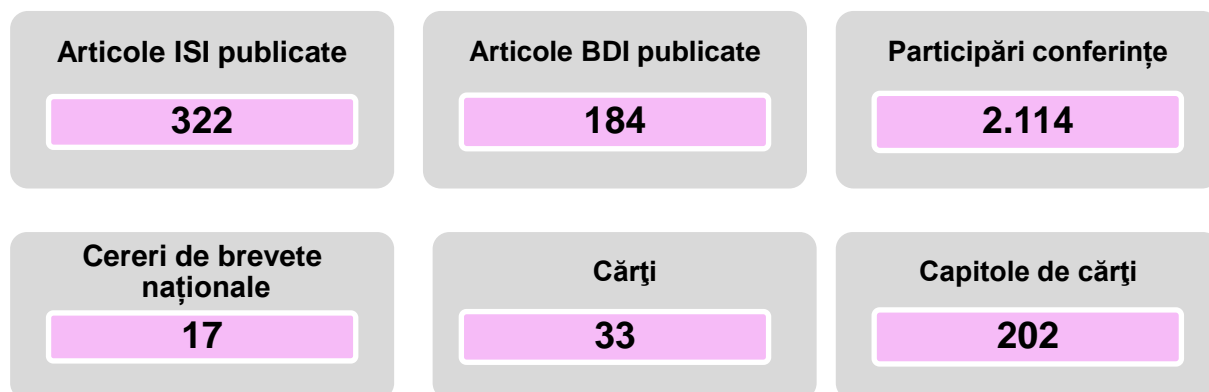 Articole ISI publicate
322
Articole BDI publicate
184
Participări conferințe
2.114
Cereri de brevete
naționale
17
Cărţi
33
Capitole de cărţi
202